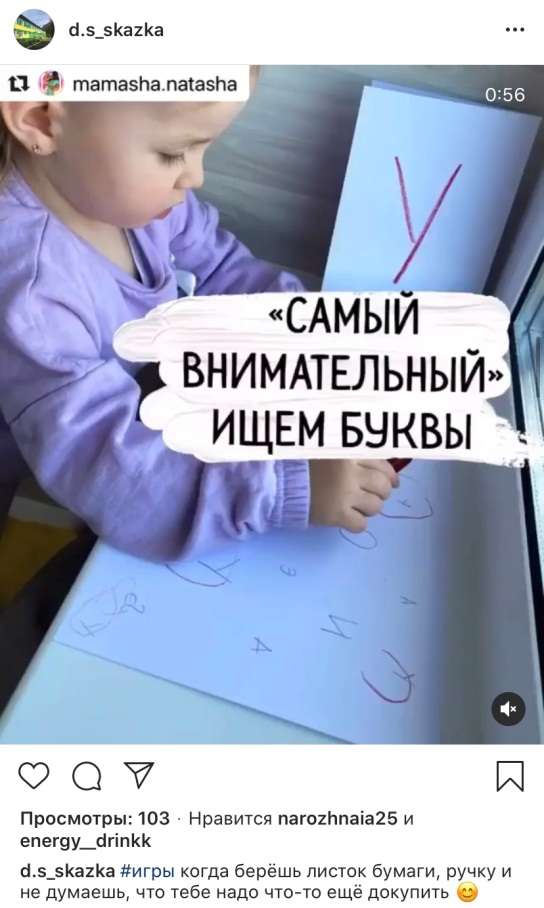 d.s_skazka
mamasha.natasha
0:56
У
«САМЫЙ
ВНИМАТЕЛЬНЫЙ»
ИЩЕМ БУКВЫ
О
У
э
И
А
Просмотры: 103 · Нравится narozhnaia25 и
energy__drinkk
d.s_skazka #игры когда берёшь листок бумаги, ручку и
не думаешь, что тебе надо что-то ещё докупить 😊